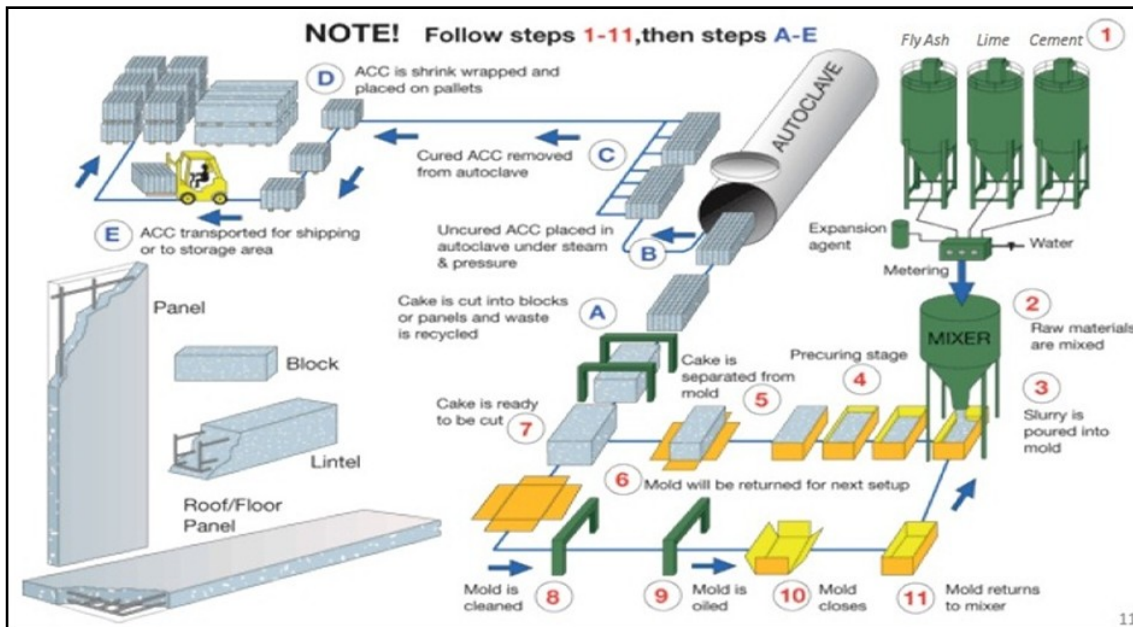 NOTE! Follow steps 1-11,then steps A-E
Fly Ash Lime Cement 1
D ACC is shrink wrapped and
placed on pallets
AUTOCLAVE
C
Cured ACC removed
from autoclave
E ACC transported for shipping
or to storage area
Uncured ACC placed in
autoclave under steam
& pressure
B
Expansion
agent
Water
Metering
Panel
Block
Lintel
Roof/Floor
Panel
Cake is cut into blocks
or panels and waste
is recycled
A
MIXER
2
Raw materials
are mixed
3
Slurry is
poured into
mold
Precuring stage
4
Cake is
separated from
mold
5
Cake is ready
to be cut
7
6 Mold will be returned for next setup
Mold is
cleaned
8
9
Mold is
oiled
10
Mold
closes
11
Mold returns
to mixer
11